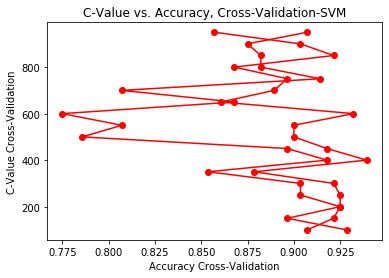 C-Value vs. Accuracy, Cross-Validation-SVM
C-Value Cross-Validation
800
600
400
200
0.775 0.800 0.825 0.850 0.875 0.900 0.925
Accuracy Cross-Validation